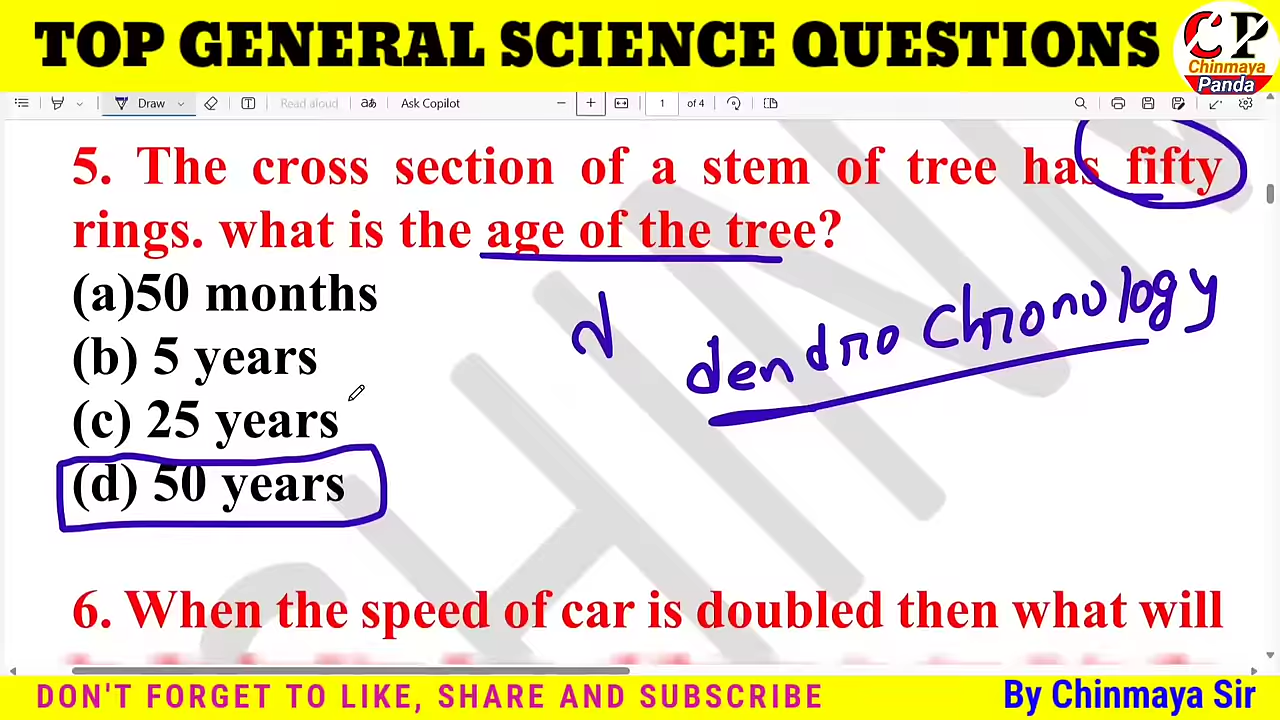 TOP GENERAL SCIENCE QUESTIONS
CP
Chinmaya
Panda
Draw
Read aloud
aあ
Ask Copilot
1 of 4
5. The cross section of a stem of tree has fifty
rings. what is the age of the tree?
(a)50 months
(b) 5 years
(c) 25 years
(d) 50 years
d
dendrochronology
6. When the speed of car is doubled then what will
DON'T FORGET TO LIKE, SHARE AND SUBSCRIBE
By Chinmaya Sir